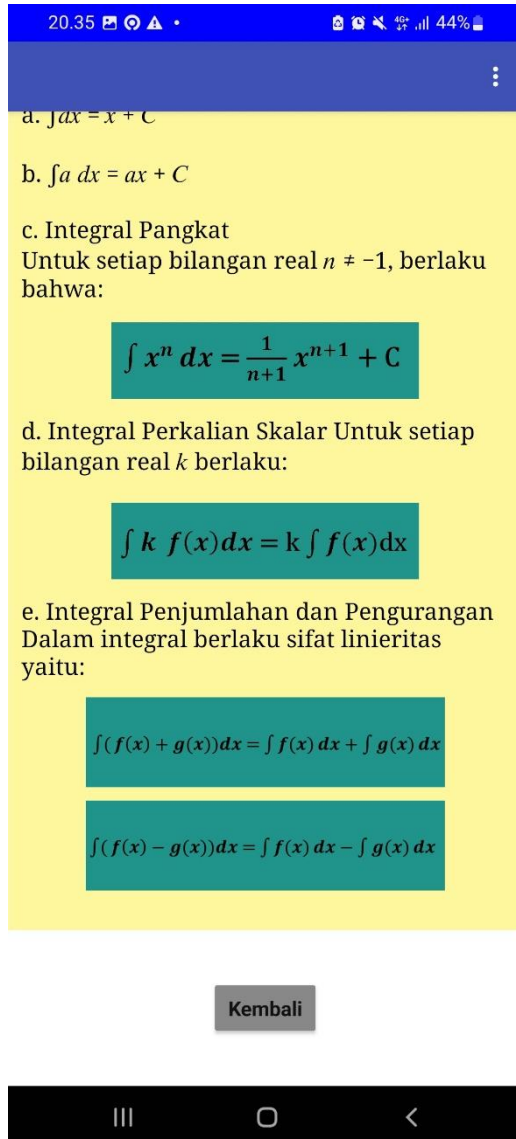 20.35 4G+ 44%
a. ∫dx = x + C
b. ∫a dx = ax + C
c. Integral Pangkat
Untuk setiap bilangan real n ≠ −1, berlaku
bahwa:
∫ xⁿ dx = 1/(n+1) xⁿ⁺¹ + C
d. Integral Perkalian Skalar Untuk setiap
bilangan real k berlaku:
∫ k f(x)dx = k ∫ f(x)dx
e. Integral Penjumlahan dan Pengurangan
Dalam integral berlaku sifat linieritas
yaitu:
∫(f(x) + g(x))dx = ∫ f(x) dx + ∫ g(x) dx
∫(f(x) − g(x))dx = ∫ f(x) dx − ∫ g(x) dx
Kembali